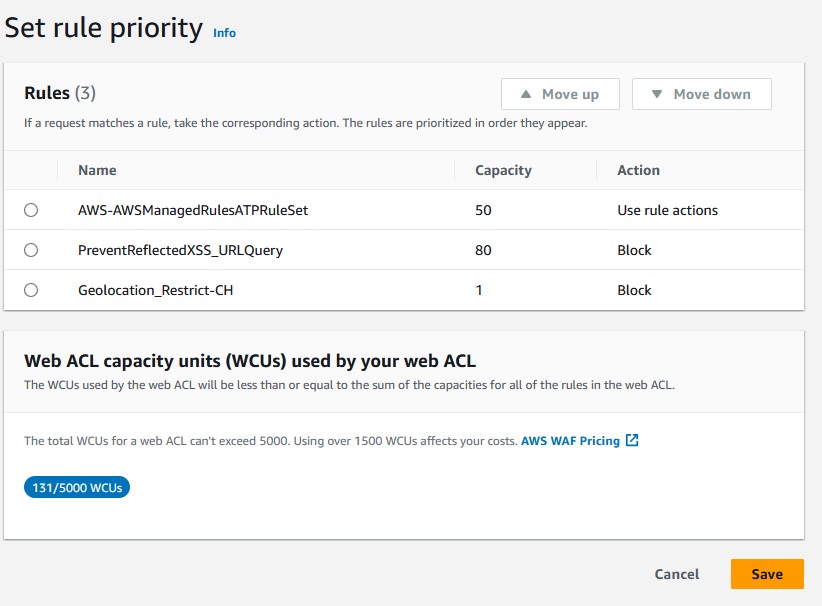 Set rule priority Info
Rules (3)
Move up
Move down
If a request matches a rule, take the corresponding action. The rules are prioritized in order they appear.
Name Capacity Action
AWS-AWSManagedRulesATPRuleSet 50 Use rule actions
PreventReflectedXSS_URLQuery 80 Block
Geolocation_Restrict-CH 1 Block
Web ACL capacity units (WCUs) used by your web ACL
The WCUs used by the web ACL will be less than or equal to the sum of the capacities for all of the rules in the web ACL.
The total WCUs for a web ACL can't exceed 5000. Using over 1500 WCUs affects your costs. AWS WAF Pricing
131/5000 WCUs
Cancel Save